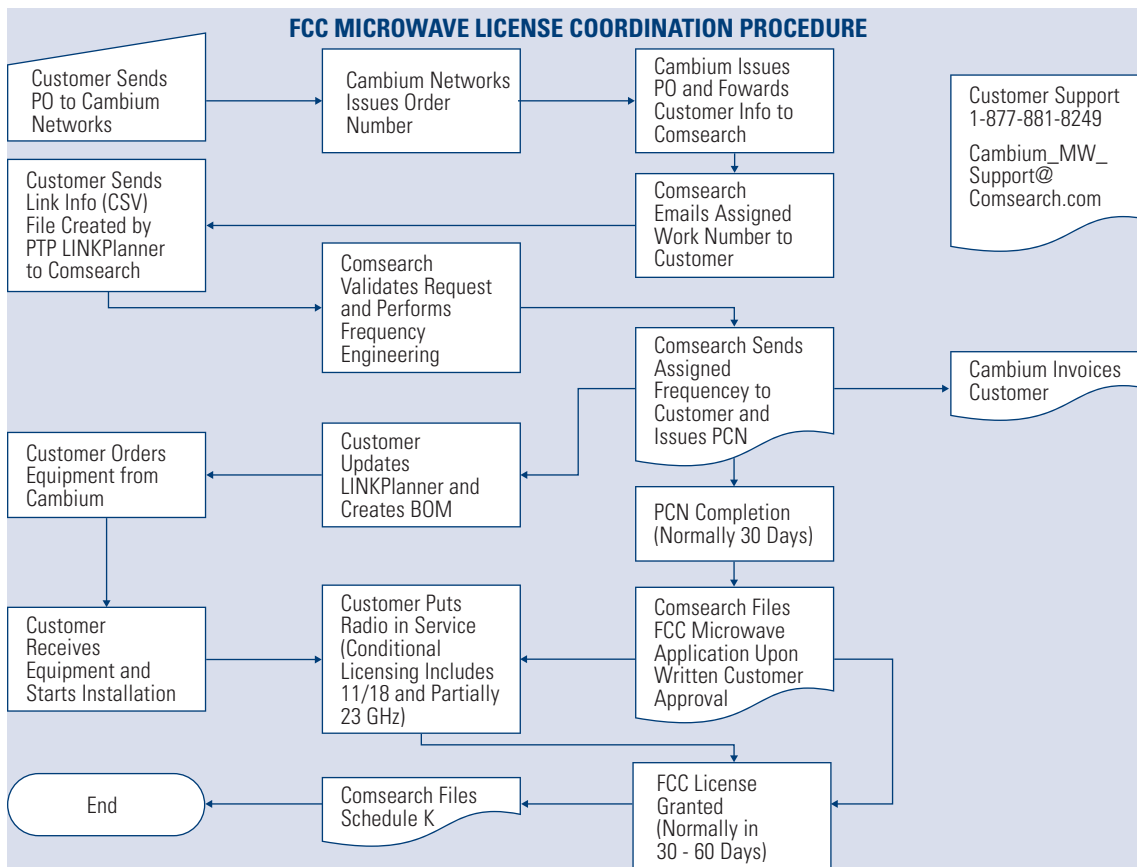 FCC MICROWAVE LICENSE COORDINATION PROCEDURE
Customer Sends
PO to Cambium
Networks
Cambium Networks
Issues Order
Number
Cambium Issues
PO and Fowards
Customer Info to
Comsearch
Customer Support
1-877-881-8249
Cambium_MW_
Support@
Comsearch.com
Customer Sends
Link Info (CSV)
File Created by
PTP LINKPlanner
to Comsearch
Comsearch
Emails Assigned
Work Number to
Customer
Comsearch
Validates Request
and Performs
Frequency
Engineering
Comsearch Sends
Assigned
Frequencey to
Customer and
Issues PCN
Cambium Invoices
Customer
Customer Orders
Equipment from
Cambium
Customer
Updates
LINKPlanner and
Creates BOM
PCN Completion
(Normally 30 Days)
Customer
Receives
Equipment and
Starts Installation
Customer Puts
Radio in Service
(Conditional
Licensing Includes
11/18 and Partially
23 GHz)
Comsearch Files
FCC Microwave
Application Upon
Written Customer
Approval
End
Comsearch Files
Schedule K
FCC License
Granted
(Normally in
30 - 60 Days)